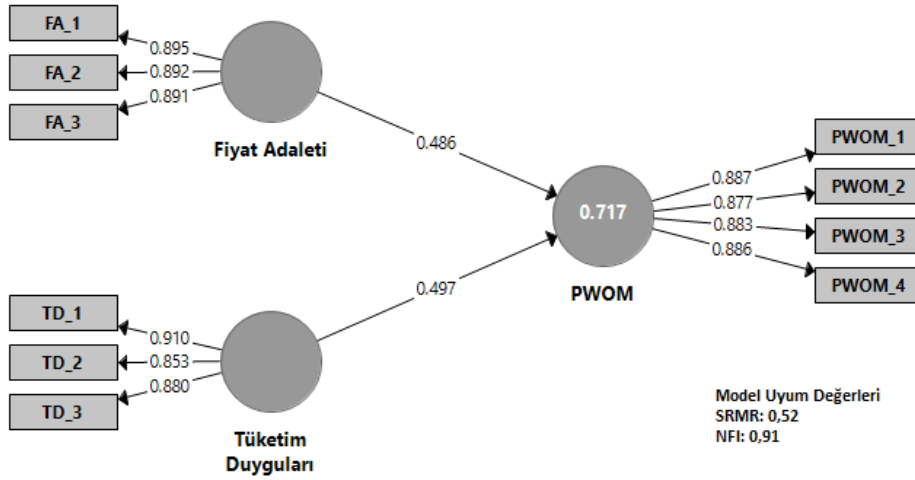 FA_1
FA_2
FA_3
0.895
0.892
0.891
Fiyat Adaleti
0.486
TD_1
TD_2
TD_3
0.910
0.853
0.880
Tüketim
Duyguları
0.497
0.717
PWOM
0.887
0.877
0.883
0.886
PWOM_1
PWOM_2
PWOM_3
PWOM_4
Model Uyum Değerleri
SRMR: 0,52
NFI: 0,91